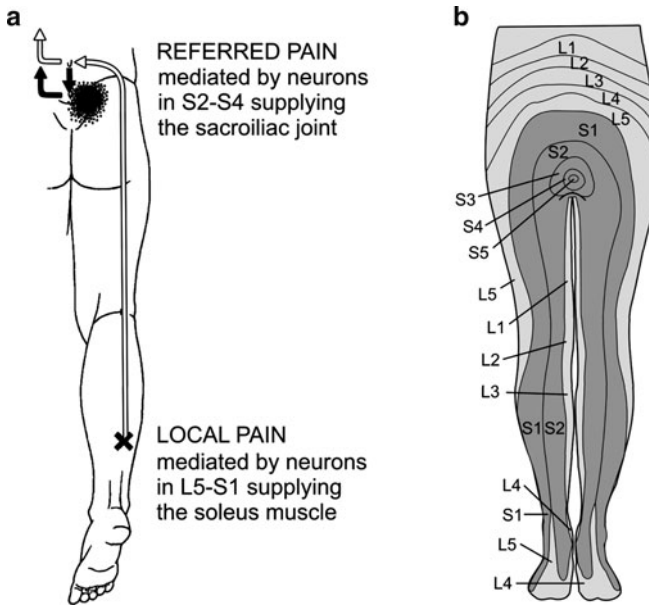 a
REFERRED PAIN
mediated by neurons
in S2-S4 supplying
the sacroiliac joint
LOCAL PAIN
mediated by neurons
in L5-S1 supplying
the soleus muscle
b
L1
L2
L3
L4
L5
S1
S2
S3
S4
S5
L5
L1
L2
L3
S1 S2
L4
S1
L5
L4